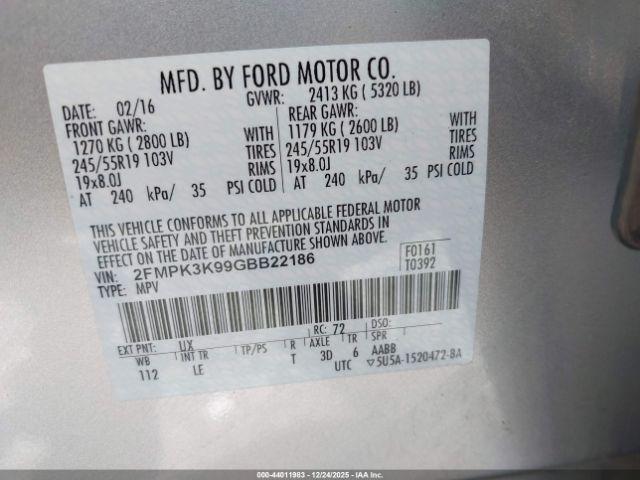 MFD. BY FORD MOTOR CO.
DATE: 02/16 GVWR: 2413 KG ( 5320 LB)
FRONT GAWR: REAR GAWR:
1270 KG ( 2800 LB) WITH 1179 KG ( 2600 LB) WITH
245/55R19 103V TIRES 245/55R19 103V TIRES
19x8.0J RIMS 19x8.0J RIMS
AT 240 kPa/ 35 PSI COLD AT 240 kPa/ 35 PSI COLD
THIS VEHICLE CONFORMS TO ALL APPLICABLE FEDERAL MOTOR
VEHICLE SAFETY AND THEFT PREVENTION STANDARDS IN
EFFECT ON THE DATE OF MANUFACTURE SHOWN ABOVE.
VIN: 2FMPK3K99GBB22186 F0161
TYPE: MPV T0392
EXT PNT: UX RC: 72 DSO:
WB INT TR TP/PS R AXLE TR SPR
112 LE T 3D 6 AABB
UTC ▽5U5A-1520472-BA
000-44011983 - 12/24/2025 - IAAI.CA